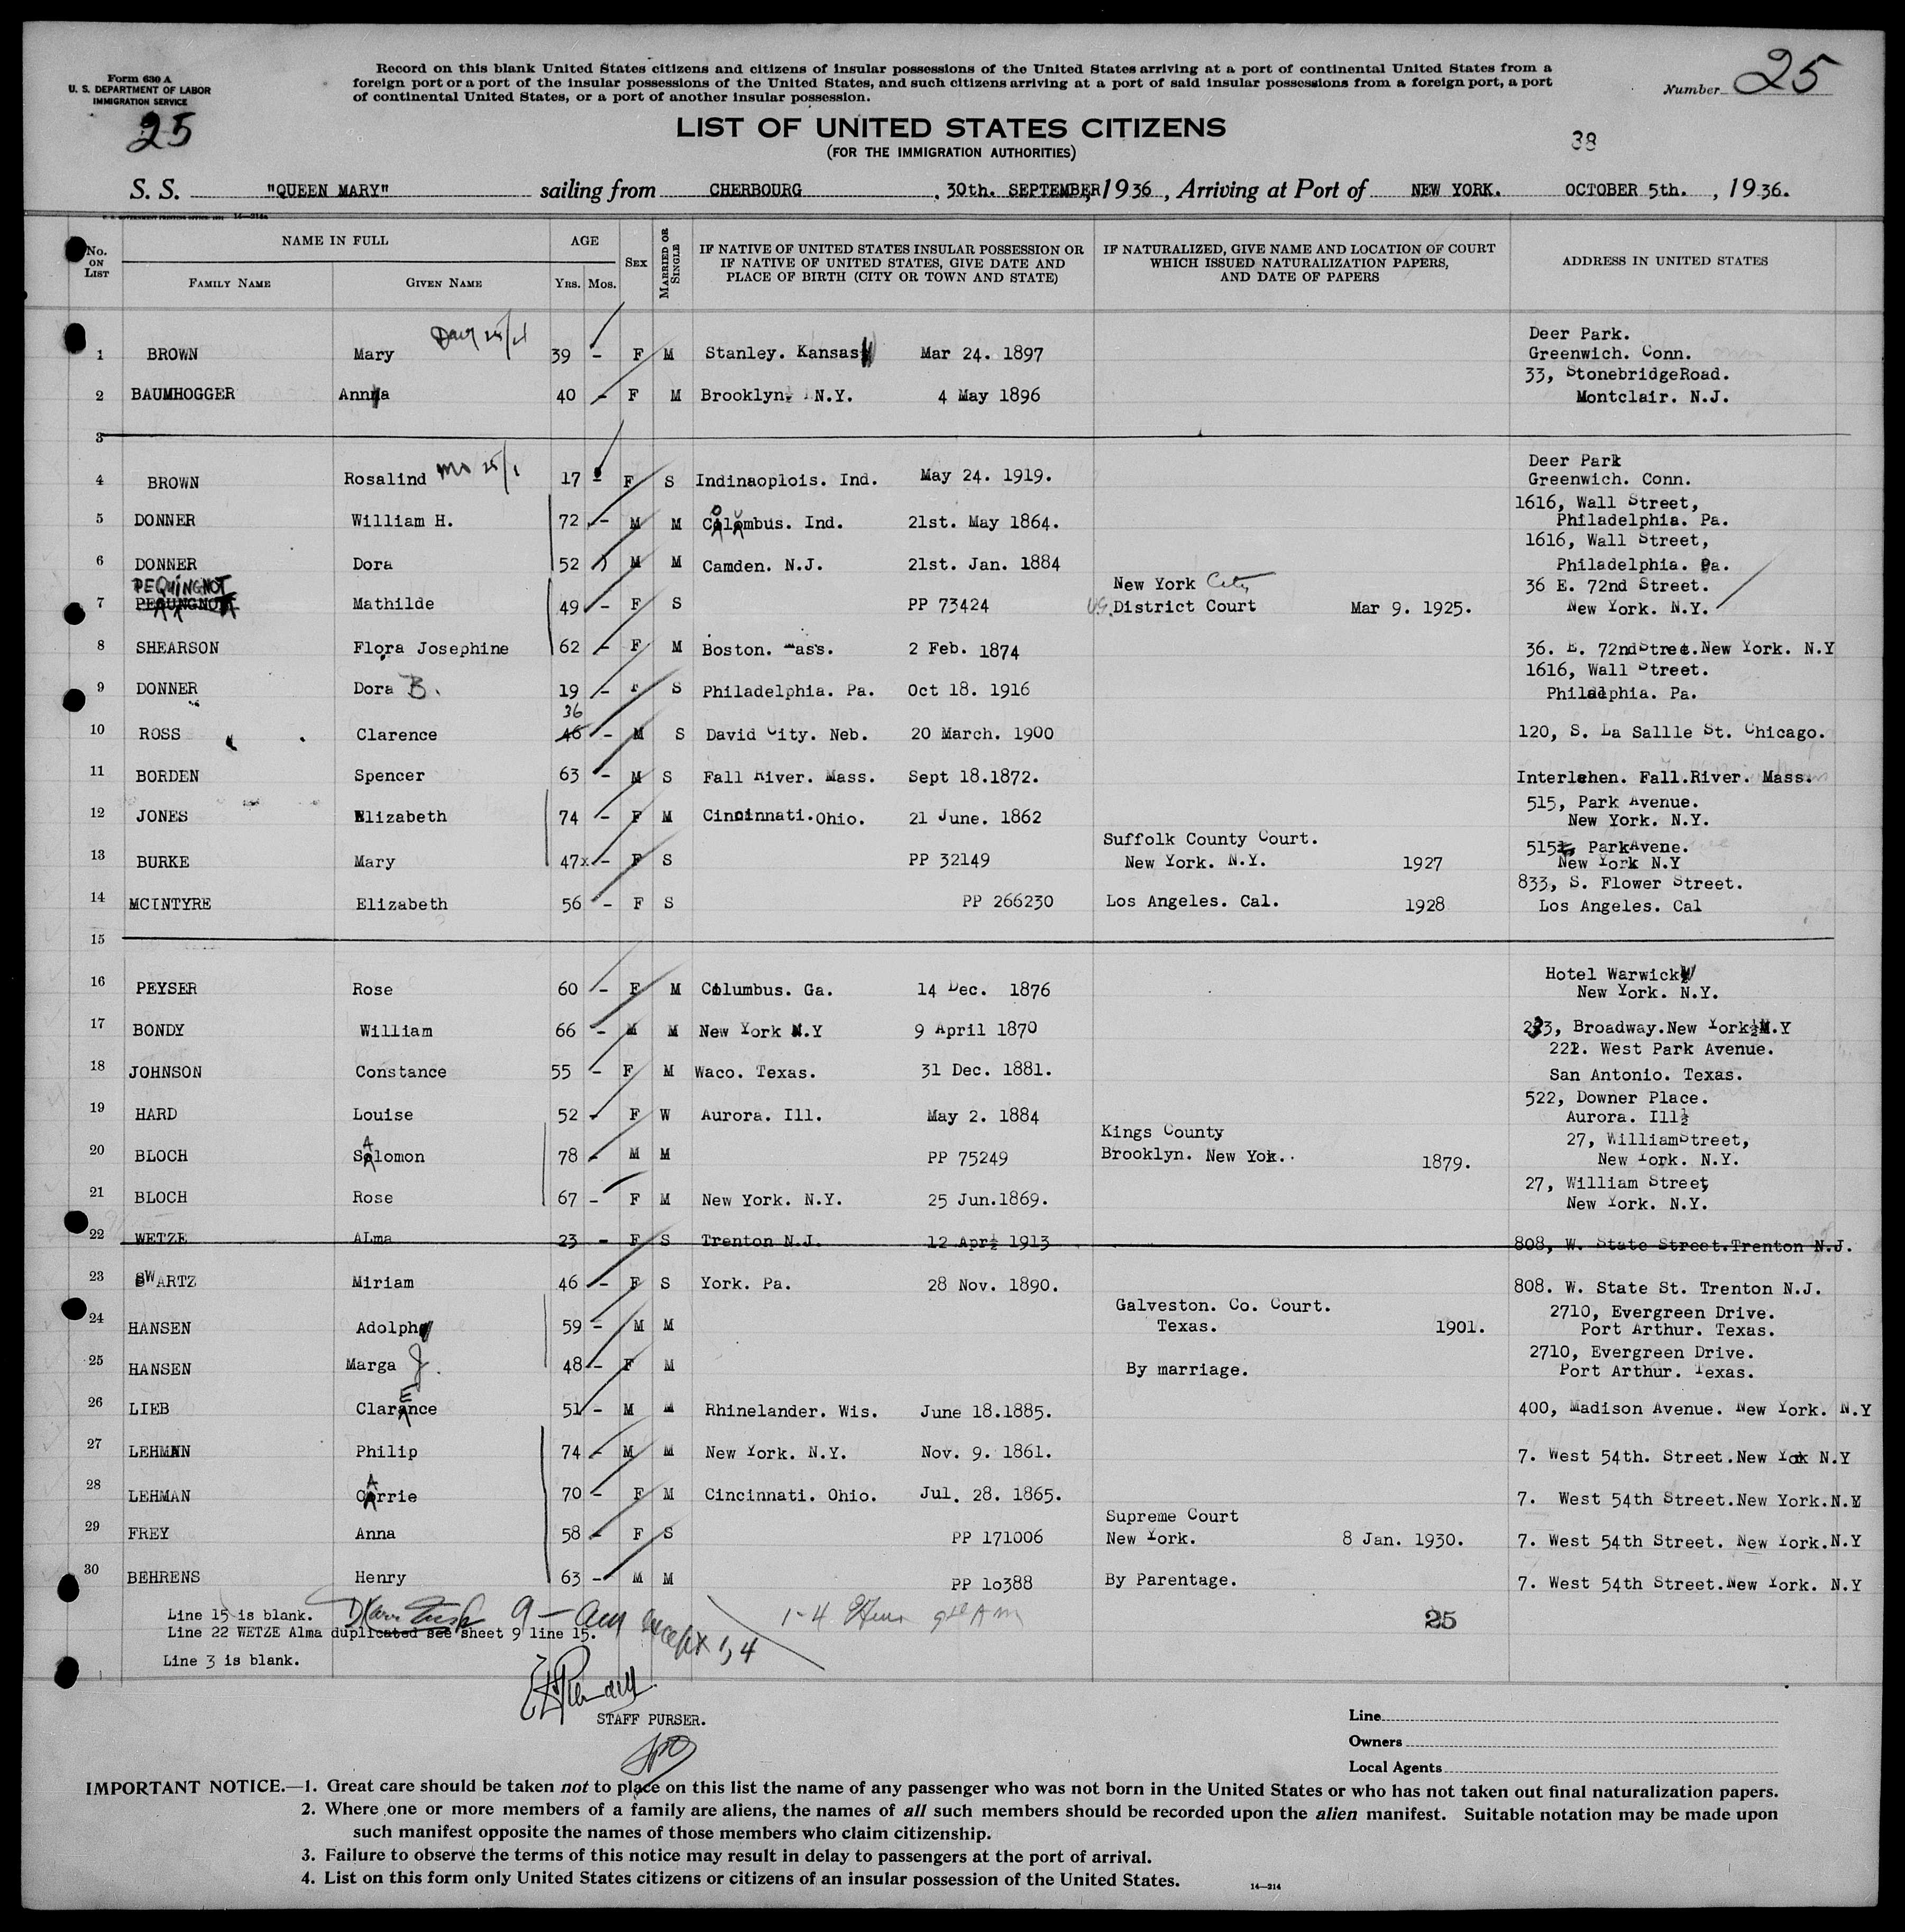 Form 630 A
U. S. DEPARTMENT OF LABOR
IMMIGRATION SERVICE
25
Record on this blank United States citizens and citizens of insular possessions of the United States arriving at a port of continental United States from a
foreign port or a port of the insular possessions of the United States, and such citizens arriving at a port of said insular possessions from a foreign port, a port
of continental United States, or a port of another insular possession.
Number 25
LIST OF UNITED STATES CITIZENS
(FOR THE IMMIGRATION AUTHORITIES)
38
S. S. "QUEEN MARY" sailing from CHERBOURG , 30th. SEPTEMBER, 1936 , Arriving at Port of NEW YORK. OCTOBER 5th. , 1936.
No. ON LIST
NAME IN FULL
FAMILY NAME GIVEN NAME
AGE
YRS. MOS.
SEX
MARRIED OR SINGLE
IF NATIVE OF UNITED STATES INSULAR POSSESSION OR
IF NATIVE OF UNITED STATES, GIVE DATE AND
PLACE OF BIRTH (CITY OR TOWN AND STATE)
IF NATURALIZED, GIVE NAME AND LOCATION OF COURT
WHICH ISSUED NATURALIZATION PAPERS,
AND DATE OF PAPERS
ADDRESS IN UNITED STATES
Deer Park.
1 BROWN Mary 39 - F M Stanley. Kansas Mar 24. 1897 Greenwich. Conn.
33, StonebridgeRoad.
2 BAUMHOGGER Anna 40 - F M Brooklyn. N.Y. 4 May 1896 Montclair. N.J.
3
Deer Park
4 BROWN Rosalind 17 - F S Indinaoplois. Ind. May 24. 1919. Greenwich. Conn.
1616, Wall Street,
5 DONNER William H. 72 - M M Columbus. Ind. 21st. May 1864. Philadelphia. Pa.
1616, Wall Street,
6 DONNER Dora 52 M M Camden. N.J. 21st. Jan. 1884 Philadelphia. Pa.
PEQUINGNOT New York City 36 E. 72nd Street.
7 Mathilde 49 - F S PP 73424 US. District Court Mar 9. 1925. New York. N.Y.
8 SHEARSON Flora Josephine 62 - F M Boston. Mass. 2 Feb. 1874 36. E. 72ndStree.New York. N.Y
1616, Wall Street.
9 DONNER Dora B. 19 - F S Philadelphia. Pa. Oct 18. 1916 Philadlphia. Pa.
36
10 ROSS Clarence 46 - M S David City. Neb. 20 March. 1900 120, S. La Sallle St. Chicago.
11 BORDEN Spencer 63 - M S Fall River. Mass. Sept 18.1872. Interlehen. Fall.River. Mass.
515, Park Avenue.
12 JONES Elizabeth 74 - F M Cincinnati.Ohio. 21 June. 1862 New York. N.Y.
Suffolk County Court. 515, ParkAvene.
13 BURKE Mary 47x - F S PP 32149 New York. N.Y. 1927 New York N.Y
833, S. Flower Street.
14 MCINTYRE Elizabeth 56 - F S PP 266230 Los Angeles. Cal. 1928 Los Angeles. Cal
15
Hotel Warwick
16 PEYSER Rose 60 - F M Columbus. Ga. 14 Dec. 1876 New York. N.Y.
17 BONDY William 66 - M M New York N.Y 9 April 1870 233, Broadway.New York N.Y
222. West Park Avenue.
18 JOHNSON Constance 55 - F M Waco. Texas. 31 Dec. 1881. San Antonio. Texas.
522, Downer Place.
19 HARD Louise 52 - F W Aurora. Ill. May 2. 1884 Aurora. Ill½
Kings County 27, WilliamStreet,
20 BLOCH Salomon 78 - M M PP 75249 Brooklyn. New Yok. 1879. New York. N.Y.
27, William Street,
21 BLOCH Rose 67 - F M New York. N.Y. 25 Jun.1869. New York. N.Y.
22 WETZE ALma 23 - F S Trenton N.J. 12 Apr½ 1913 808, W. State Street.Trenton N.J.
23 SWARTZ Miriam 46 - F S York. Pa. 28 Nov. 1890. 808. W. State St. Trenton N.J.
Galveston. Co. Court. 2710, Evergreen Drive.
24 HANSEN Adolph 59 - M M Texas. 1901. Port Arthur. Texas.
2710, Evergreen Drive.
25 HANSEN Marga J. 48 - F M By marriage. Port Arthur. Texas.
26 LIEB Clarence 51 - M M Rhinelander. Wis. June 18.1885. 400, Madison Avenue. New York. N.Y
27 LEHMAN Philip 74 - M M New York. N.Y. Nov. 9. 1861. 7. West 54th. Street.New Yok N.Y
28 LEHMAN Carrie 70 - F M Cincinnati. Ohio. Jul. 28. 1865. 7. West 54th Street.New York.N.Y
Supreme Court
29 FREY Anna 58 - F S PP 171006 New York. 8 Jan. 1930. 7. West 54th Street. New York.N.Y
30 BEHRENS Henry 63 - M M PP 10388 By Parentage. 7. West 54th Street.New York. N.Y
Line 15 is blank.
Line 22 WETZE Alma duplicated see sheet 9 line 15.
except 1, 4
25
Line 3 is blank.
STAFF PURSER.
Line
Owners
Local Agents
IMPORTANT NOTICE.—1. Great care should be taken not to place on this list the name of any passenger who was not born in the United States or who has not taken out final naturalization papers.
2. Where one or more members of a family are aliens, the names of all such members should be recorded upon the alien manifest. Suitable notation may be made upon
such manifest opposite the names of those members who claim citizenship.
3. Failure to observe the terms of this notice may result in delay to passengers at the port of arrival.
4. List on this form only United States citizens or citizens of an insular possession of the United States.
14—214